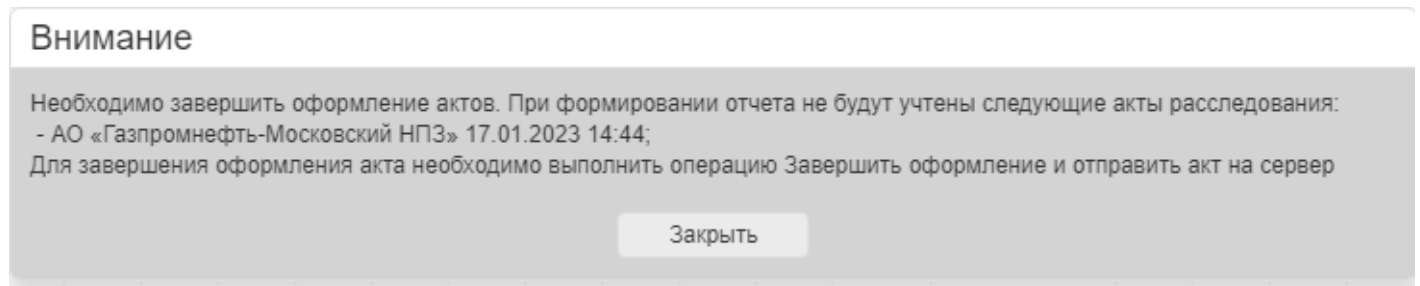 Внимание
Необходимо завершить оформление актов. При формировании отчета не будут учтены следующие акты расследования:
- АО «Газпромнефть-Московский НПЗ» 17.01.2023 14:44;
Для завершения оформления акта необходимо выполнить операцию Завершить оформление и отправить акт на сервер
Закрыть